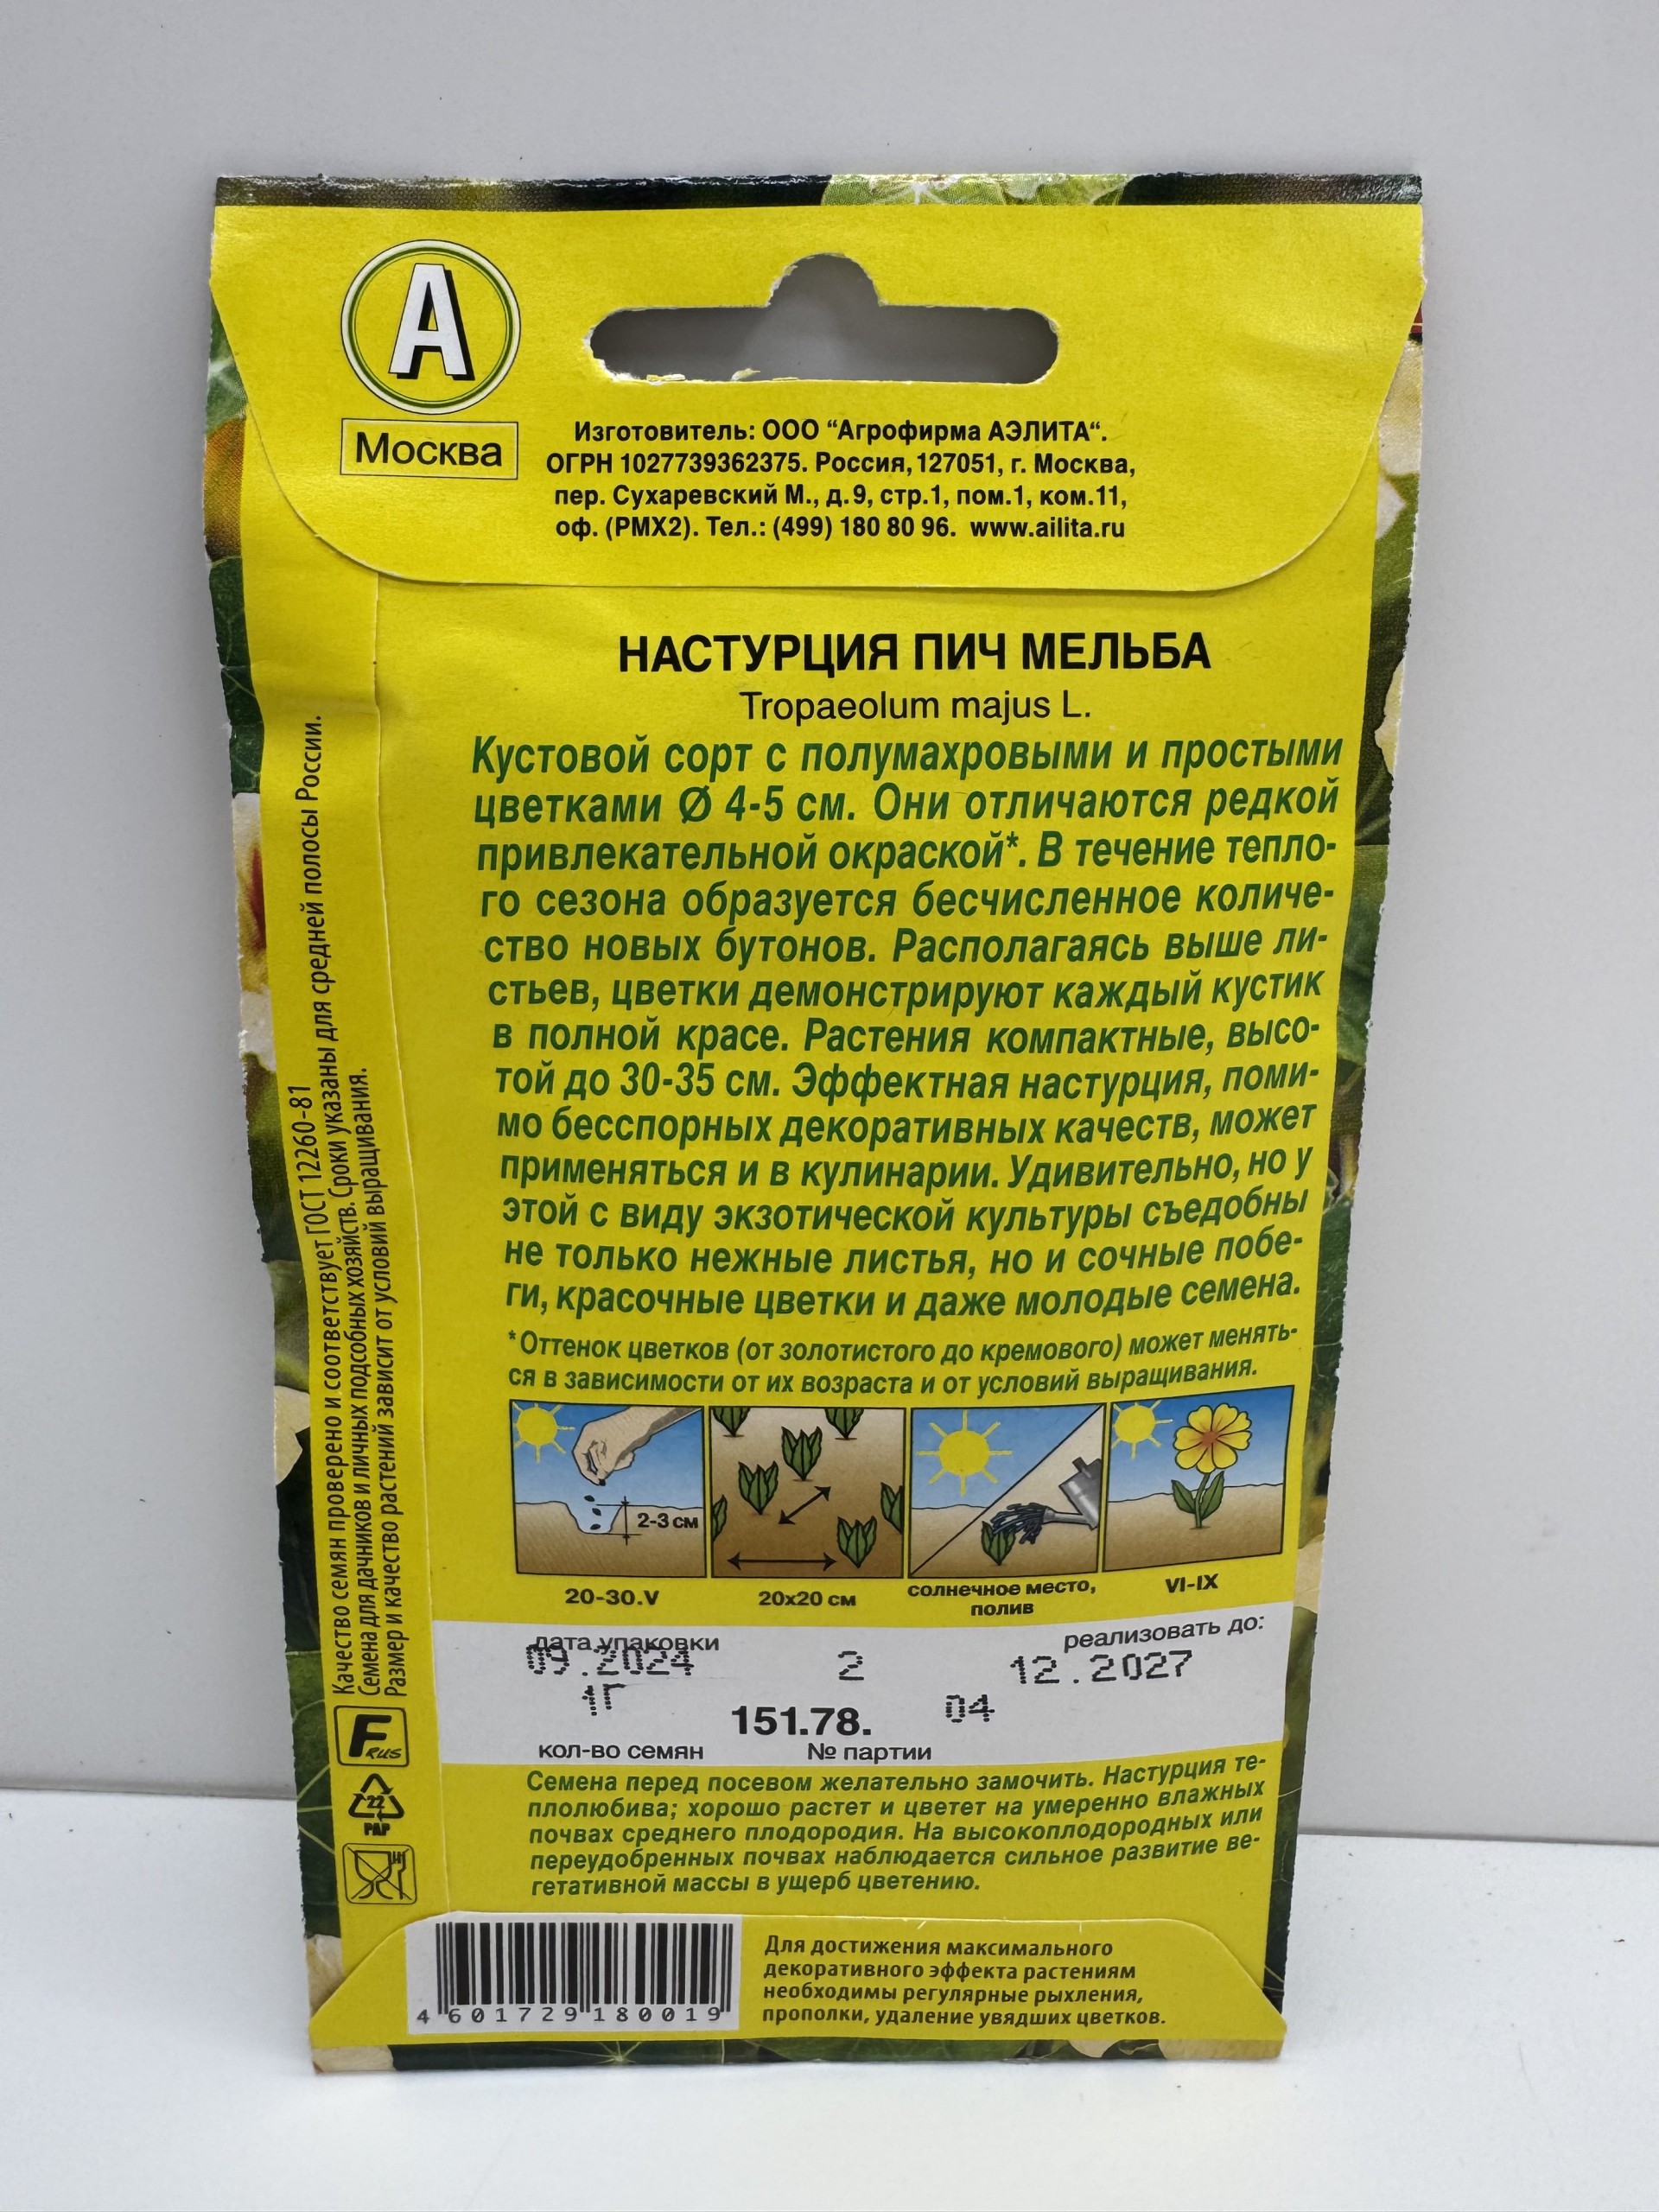 А
Москва
Изготовитель: ООО “Агрофирма АЭЛИТА“.
ОГРН 1027739362375. Россия, 127051, г. Москва,
пер. Сухаревский М., д.9, стр.1, пом.1, ком.11,
оф. (РМХ2). Тел.: (499) 180 80 96. www.ailita.ru
НАСТУРЦИЯ ПИЧ МЕЛЬБА
Tropaeolum majus L.
Кустовой сорт с полумахровыми и простыми
цветками Ø 4-5 см. Они отличаются редкой
привлекательной окраской*. В течение тепло-
го сезона образуется бесчисленное количе-
ство новых бутонов. Располагаясь выше ли-
стьев, цветки демонстрируют каждый кустик
в полной красе. Растения компактные, высо-
той до 30-35 см. Эффектная настурция, поми-
мо бесспорных декоративных качеств, может
применяться и в кулинарии. Удивительно, но у
этой с виду экзотической культуры съедобны
не только нежные листья, но и сочные побе-
ги, красочные цветки и даже молодые семена.
*Оттенок цветков (от золотистого до кремового) может менять-
ся в зависимости от их возраста и от условий выращивания.
2-3 см
20-30.V
20x20 см
солнечное место,
полив
VI-IX
Качество семян проверено и соответствует ГОСТ 12260-81
Семена для дачников и личных подсобных хозяйств. Сроки указаны для средней полосы России.
Размер и качество растений зависит от условий выращивания.
дата упаковки
реализовать до:
09.2024 2 12.2027
1Г
151.78. 04
кол-во семян № партии
F RUS
22
PAP
Семена перед посевом желательно замочить. Настурция те-
плолюбива; хорошо растет и цветет на умеренно влажных
почвах среднего плодородия. На высокоплодородных или
переудобренных почвах наблюдается сильное развитие ве-
гетативной массы в ущерб цветению.
4 601729 180019
Для достижения максимального
декоративного эффекта растениям
необходимы регулярные рыхления,
прополки, удаление увядших цветков.